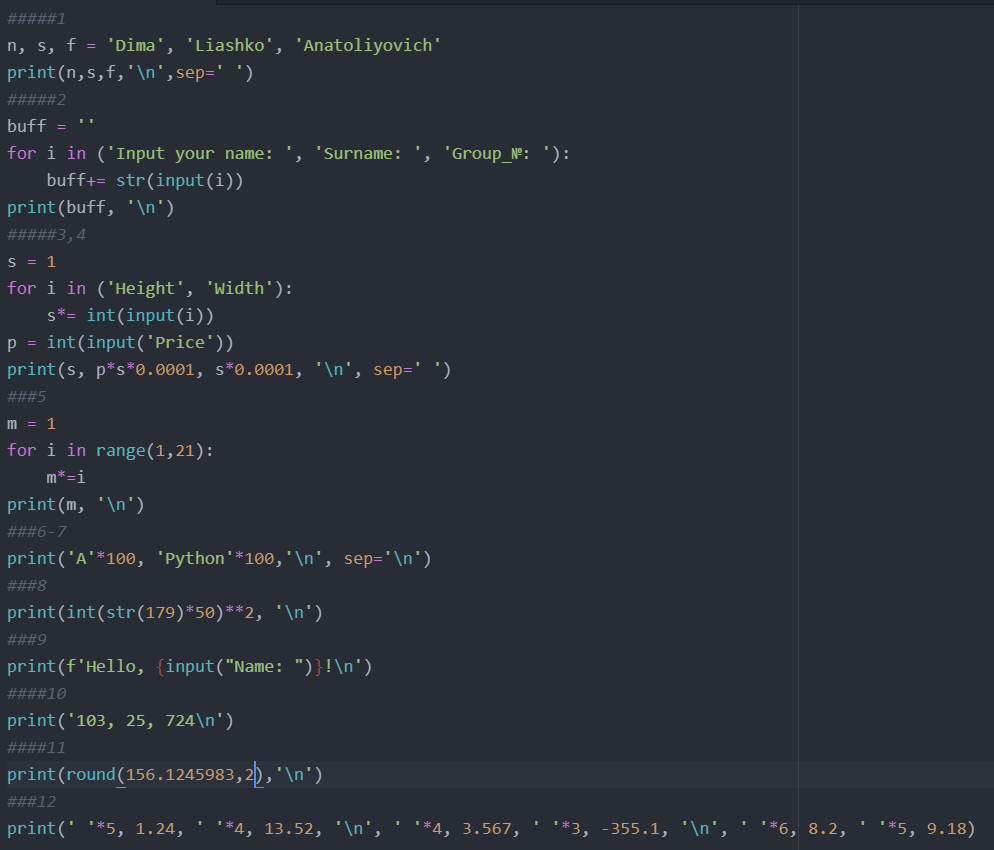 #####1
n, s, f = 'Dima', 'Liashko', 'Anatoliyovich'
print(n,s,f,'\n',sep=' ')
#####2
buff = ''
for i in ('Input your name: ', 'Surname: ', 'Group_№: '):
    buff+= str(input(i))
print(buff, '\n')
#####3,4
s = 1
for i in ('Height', 'Width'):
    s*= int(input(i))
p = int(input('Price'))
print(s, p*s*0.0001, s*0.0001, '\n', sep=' ')
###5
m = 1
for i in range(1,21):
    m*=i
print(m, '\n')
###6-7
print('A'*100, 'Python'*100,'\n', sep='\n')
###8
print(int(str(179)*50)**2, '\n')
###9
print(f'Hello, {input("Name: ")}!\n')
####10
print('103, 25, 724\n')
####11
print(round(156.1245983,2),'\n')
###12
print(' '*5, 1.24, ' '*4, 13.52, '\n', ' '*4, 3.567, ' '*3, -355.1, '\n', ' '*6, 8.2, ' '*5, 9.18)